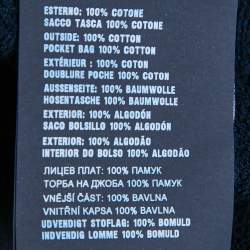 ESTERNO: 100% COTONE
SACCO TASCA 100% COTONE
OUTSIDE: 100% COTTON
POCKET BAG 100% COTTON
EXTÉRIEUR : 100% COTON
DOUBLURE POCHE 100% COTON
AUSSENSEITE: 100% BAUMWOLLE
HOSENTASCHE 100% BAUMWOLLE
EXTERIOR: 100% ALGODÓN
SACO BOLSILLO 100% ALGODÓN
EXTERIOR: 100% ALGODÃO
INTERIOR DO BOLSO 100% ALGODÃO
ЛИЦЕВ ПЛАТ: 100% ПАМУК
ТОРБА НА ДЖОБА 100% ПАМУК
VNĚJŠÍ ČÁST: 100% BAVLNA
VNITŘNÍ KAPSA 100% BAVLNA
UDVENDIGT STOFLAG: 100% BOMULD
INDVENDIG LOMME 100% BOMULD